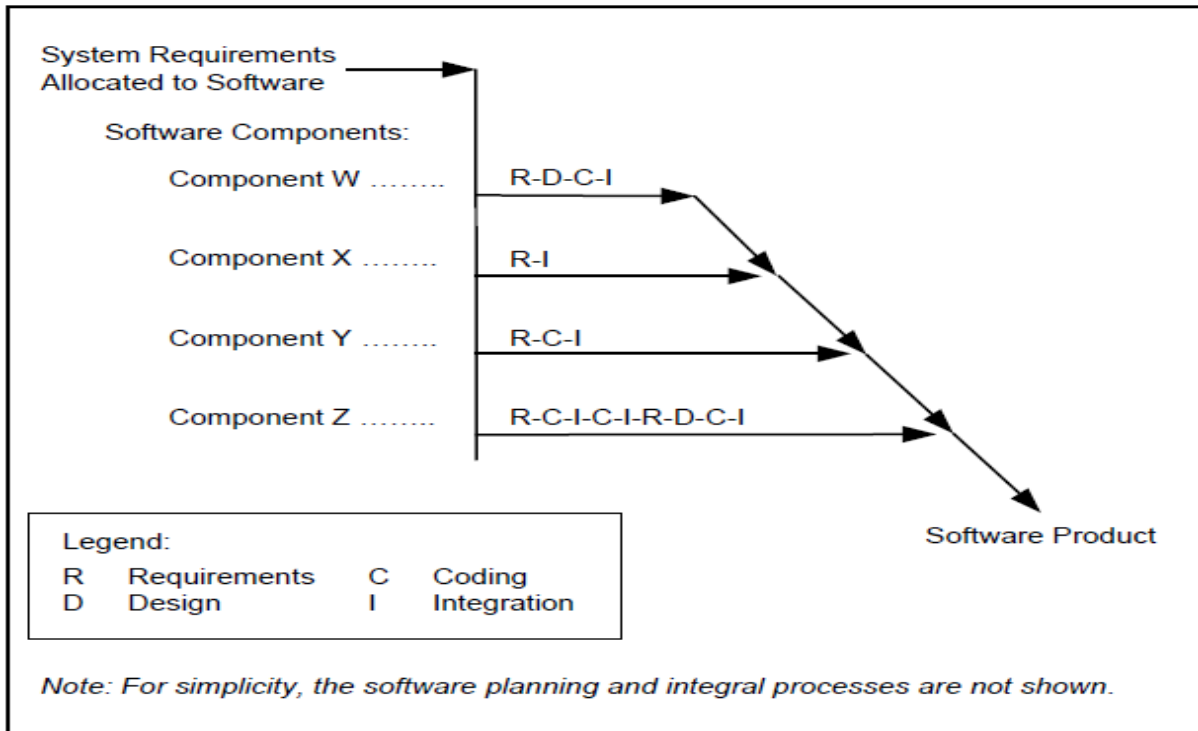 System Requirements
Allocated to Software
Software Components:
Component W ........ R-D-C-I
Component X ........ R-I
Component Y ........ R-C-I
Component Z ........ R-C-I-C-I-R-D-C-I
Software Product
Legend:
R Requirements C Coding
D Design I Integration
Note: For simplicity, the software planning and integral processes are not shown.